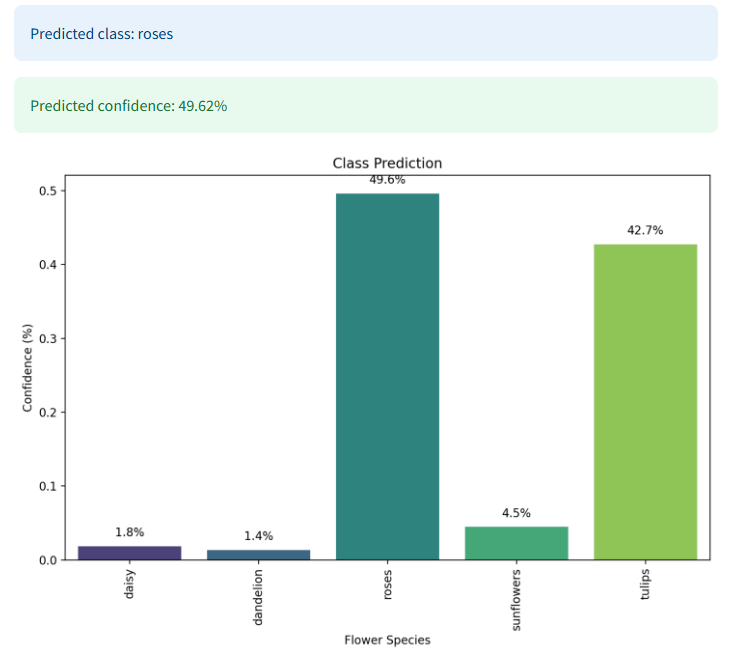 Predicted class: roses
Predicted confidence: 49.62%
Class Prediction
49.6%
42.7%
4.5%
1.8%
1.4%
Confidence (%)
0.5
0.4
0.3
0.2
0.1
0.0
daisy
dandelion
roses
sunflowers
tulips
Flower Species